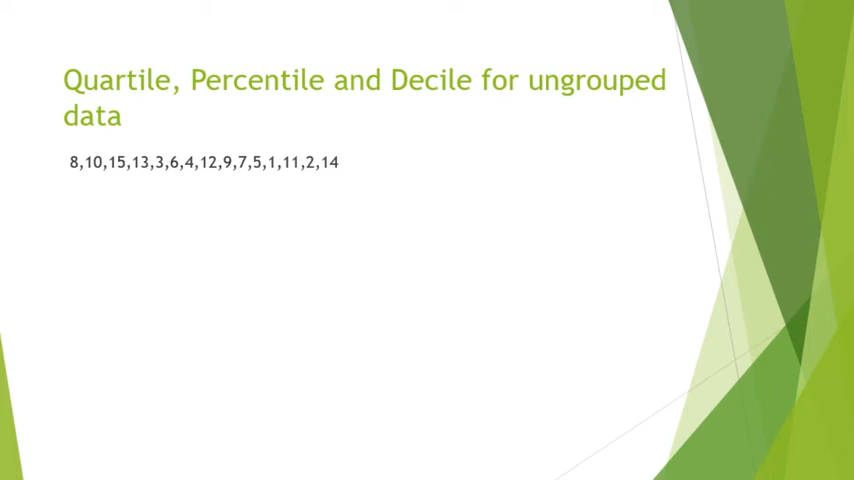 Quartile, Percentile and Decile for ungrouped
data
8,10,15,13,3,6,4,12,9,7,5,1,11,2,14